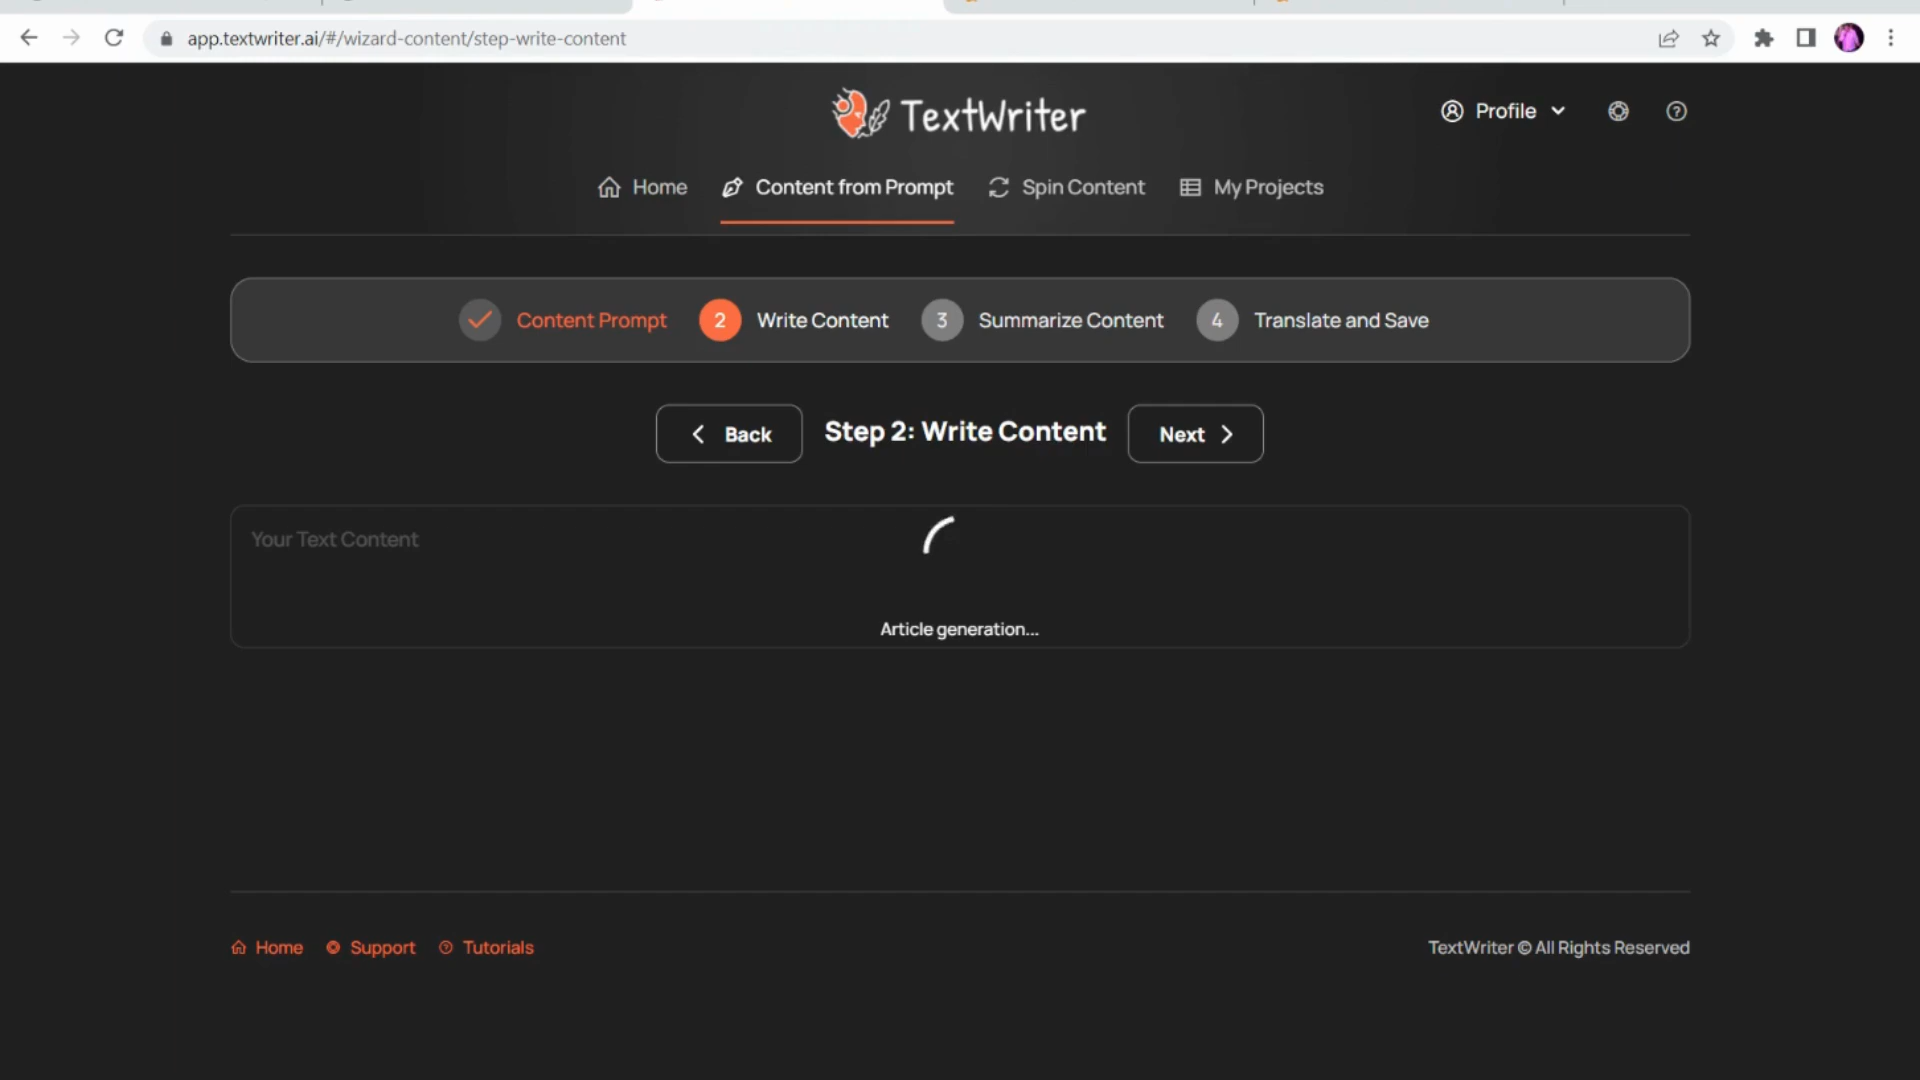 app.textwriter.ai/#/wizard-content/step-write-content
TextWriter
Profile
Home Content from Prompt Spin Content My Projects
Content Prompt 2 Write Content 3 Summarize Content 4 Translate and Save
Back Step 2: Write Content Next
Your Text Content
Article generation...
Home Support Tutorials TextWriter © All Rights Reserved